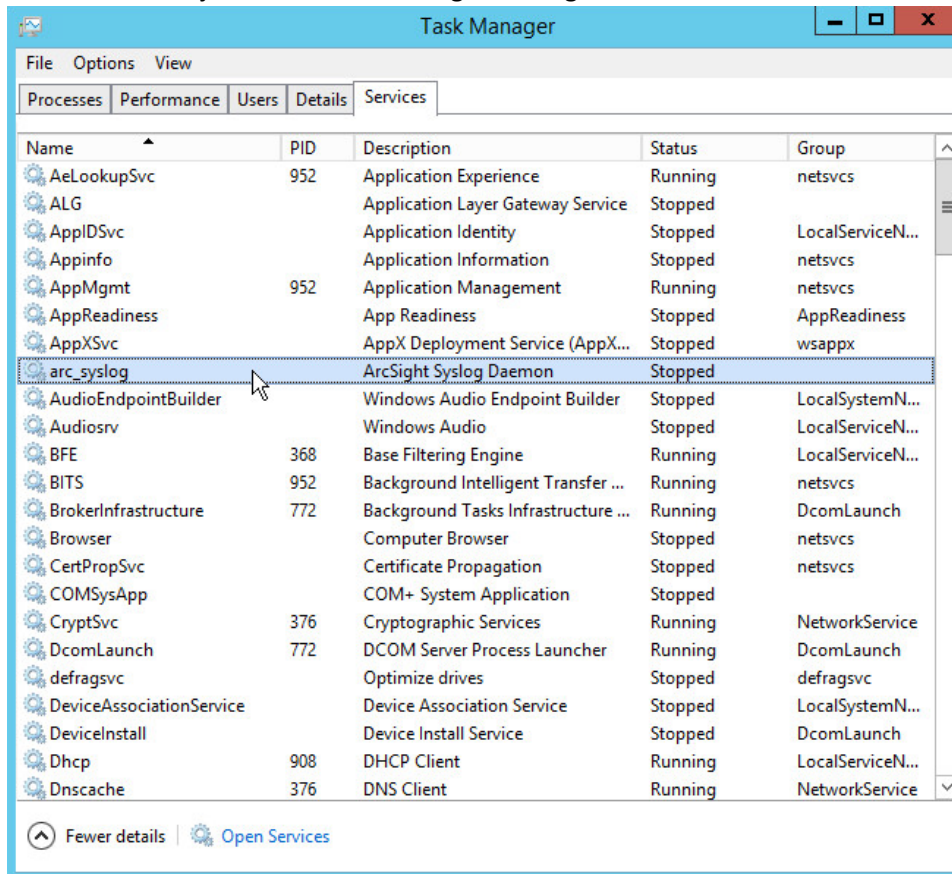 Task Manager
File Options View
Processes Performance Users Details Services
Name PID Description Status Group
AeLookupSvc 952 Application Experience Running netsvcs
ALG Application Layer Gateway Service Stopped
AppIDSvc Application Identity Stopped LocalServiceN...
Appinfo Application Information Stopped netsvcs
AppMgmt 952 Application Management Running netsvcs
AppReadiness App Readiness Stopped AppReadiness
AppXSvc AppX Deployment Service (AppX... Stopped wsappx
arc_syslog ArcSight Syslog Daemon Stopped
AudioEndpointBuilder Windows Audio Endpoint Builder Stopped LocalSystemN...
Audiosrv Windows Audio Stopped LocalServiceN...
BFE 368 Base Filtering Engine Running LocalServiceN...
BITS 952 Background Intelligent Transfer ... Running netsvcs
BrokerInfrastructure 772 Background Tasks Infrastructure ... Running DcomLaunch
Browser Computer Browser Stopped netsvcs
CertPropSvc Certificate Propagation Stopped netsvcs
COMSysApp COM+ System Application Stopped
CryptSvc 376 Cryptographic Services Running NetworkService
DcomLaunch 772 DCOM Server Process Launcher Running DcomLaunch
defragsvc Optimize drives Stopped defragsvc
DeviceAssociationService Device Association Service Stopped LocalSystemN...
DeviceInstall Device Install Service Stopped DcomLaunch
Dhcp 908 DHCP Client Running LocalServiceN...
Dnscache 376 DNS Client Running NetworkService
Fewer details Open Services